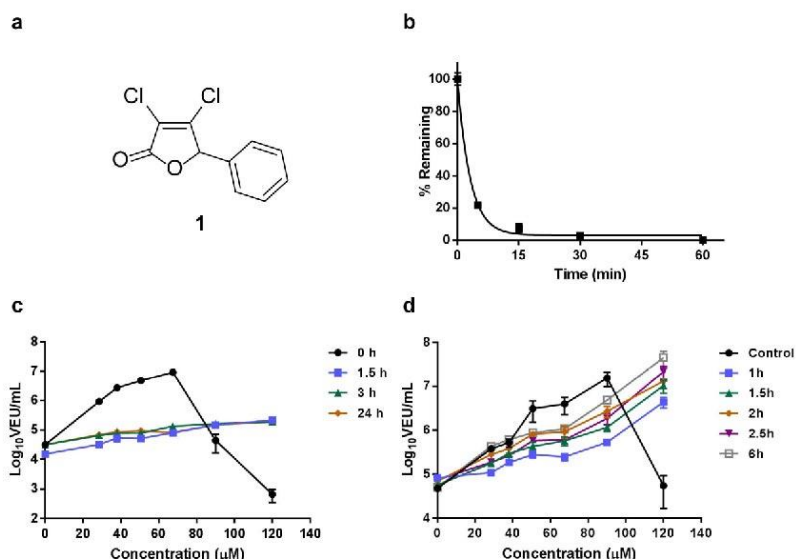 a
Cl
Cl
O
O
1
b
% Remaining
100
80
60
40
20
0
0
15
30
45
60
Time (min)
c
Log10VEU/mL
7
6
5
4
3
2
0
20
40
60
80
100
120
140
Concentration (μM)
0 h
1.5 h
3 h
24 h
d
Log10VEU/mL
8
7
6
5
4
0
20
40
60
80
100
120
140
Concentration (μM)
Control
1h
1.5h
2h
2.5h
6h